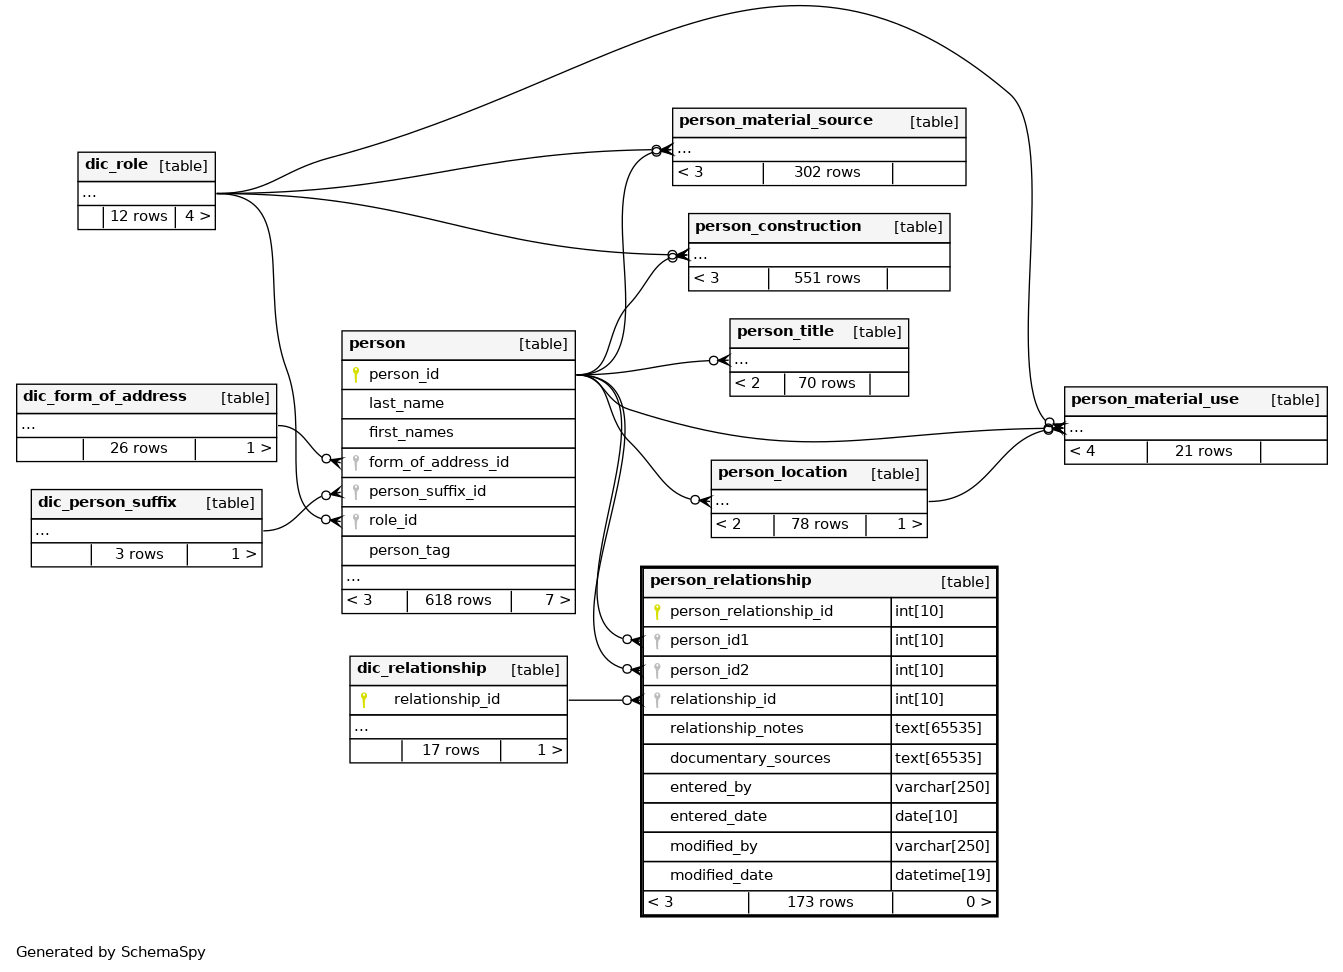 person_material_source [table]
...
< 3 302 rows
dic_role [table]
...
12 rows 4 >
person_construction [table]
...
< 3 551 rows
person_title [table]
...
< 2 70 rows
person [table]
person_id
last_name
first_names
form_of_address_id
person_suffix_id
role_id
person_tag
...
< 3 618 rows 7 >
dic_form_of_address [table]
...
26 rows 1 >
person_material_use [table]
...
< 4 21 rows
person_location [table]
...
< 2 78 rows 1 >
dic_person_suffix [table]
...
3 rows 1 >
person_relationship [table]
person_relationship_id int[10]
person_id1 int[10]
person_id2 int[10]
relationship_id int[10]
relationship_notes text[65535]
documentary_sources text[65535]
entered_by varchar[250]
entered_date date[10]
modified_by varchar[250]
modified_date datetime[19]
< 3 173 rows 0 >
dic_relationship [table]
relationship_id
...
17 rows 1 >
Generated by SchemaSpy